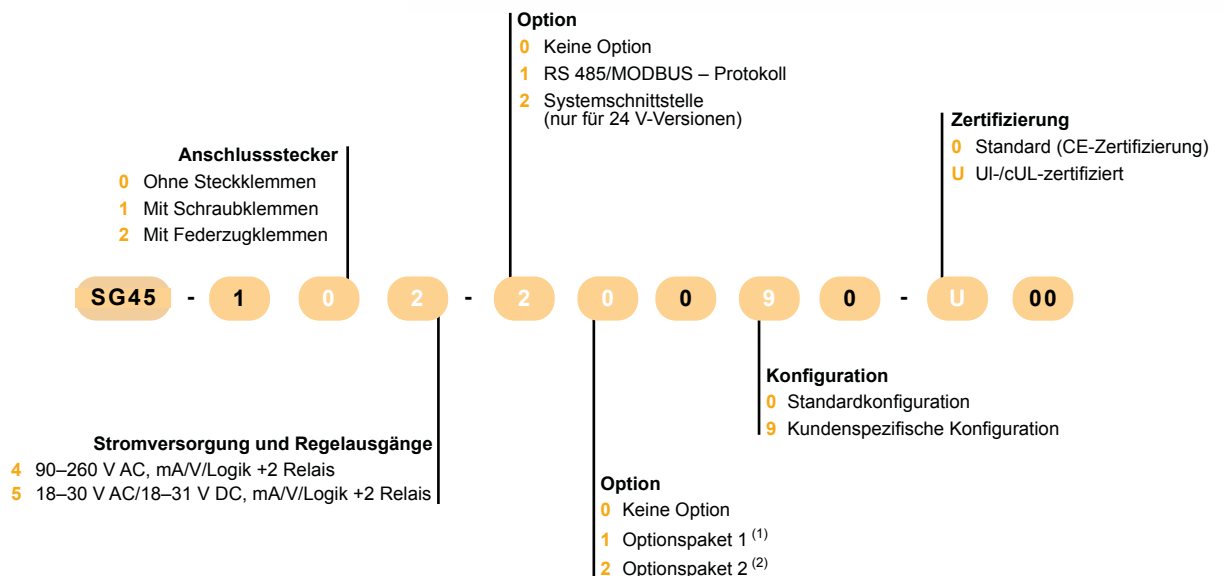 Option
0 Keine Option
1 RS 485/MODBUS – Protokoll
2 Systemschnittstelle
(nur für 24 V-Versionen)
Zertifizierung
0 Standard (CE-Zertifizierung)
U Ul-/cUL-zertifiziert
Anschlussstecker
0 Ohne Steckklemmen
1 Mit Schraubklemmen
2 Mit Federzugklemmen
SG45 - 1 0 2 - 2 0 0 9 0 - U 00
Konfiguration
0 Standardkonfiguration
9 Kundenspezifische Konfiguration
Stromversorgung und Regelausgänge
4 90–260 V AC, mA/V/Logik +2 Relais
5 18–30 V AC/18–31 V DC, mA/V/Logik +2 Relais
Option
0 Keine Option
1 Optionspaket 1 (1)
2 Optionspaket 2 (2)